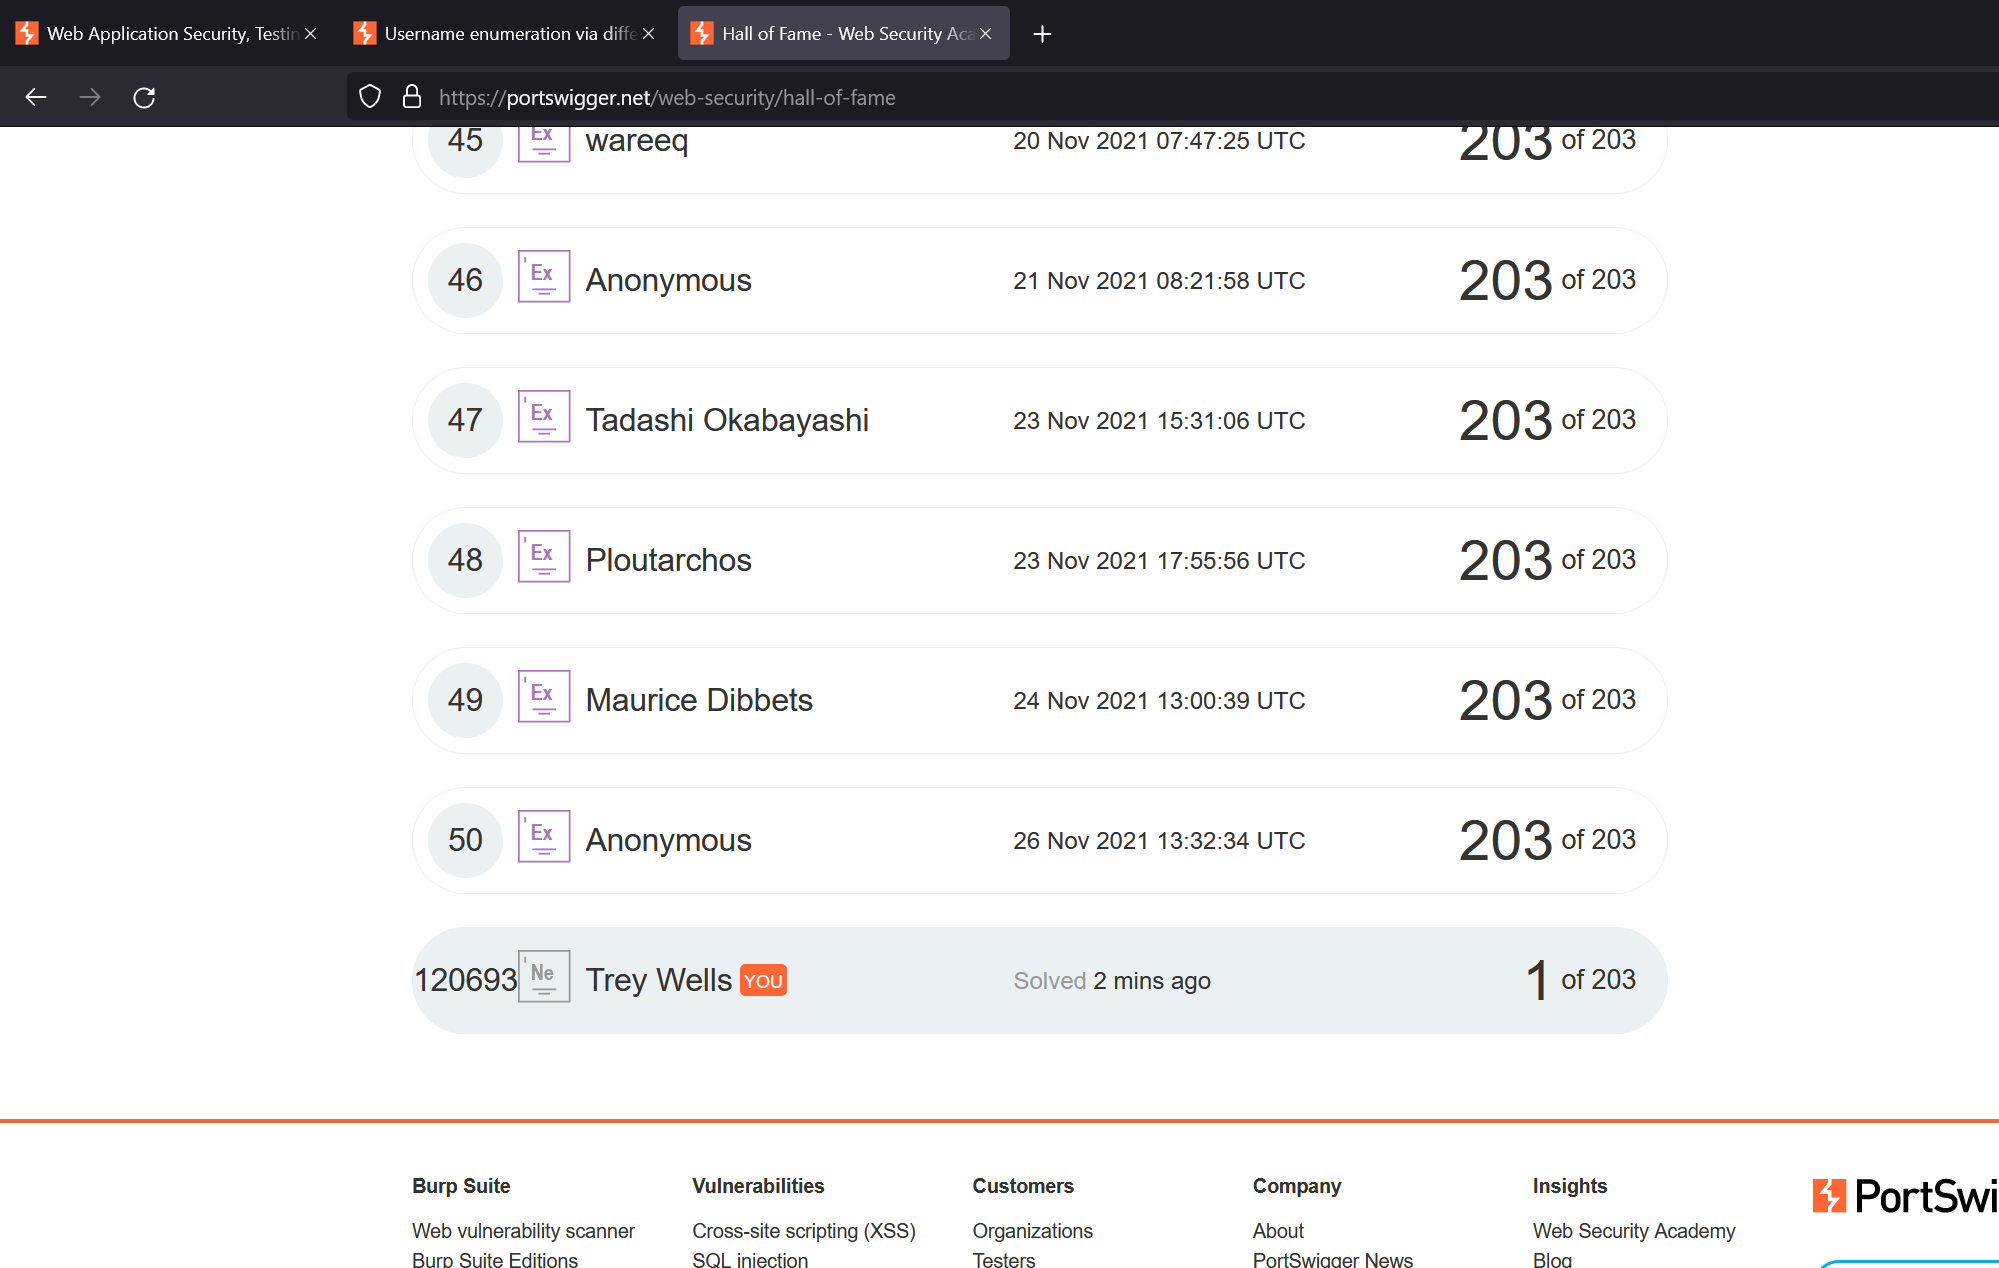 Web Application Security, Testin
Username enumeration via diffe
Hall of Fame - Web Security Aca
https://portswigger.net/web-security/hall-of-fame
45 Ex wareeq 20 Nov 2021 07:47:25 UTC 203 of 203
46 Ex Anonymous 21 Nov 2021 08:21:58 UTC 203 of 203
47 Ex Tadashi Okabayashi 23 Nov 2021 15:31:06 UTC 203 of 203
48 Ex Ploutarchos 23 Nov 2021 17:55:56 UTC 203 of 203
49 Ex Maurice Dibbets 24 Nov 2021 13:00:39 UTC 203 of 203
50 Ex Anonymous 26 Nov 2021 13:32:34 UTC 203 of 203
120693 Ne Trey Wells YOU Solved 2 mins ago 1 of 203
Burp Suite Vulnerabilities Customers Company Insights
PortSwi
Web vulnerability scanner Cross-site scripting (XSS) Organizations About Web Security Academy
Burp Suite Editions SQL injection Testers PortSwigger News Blog